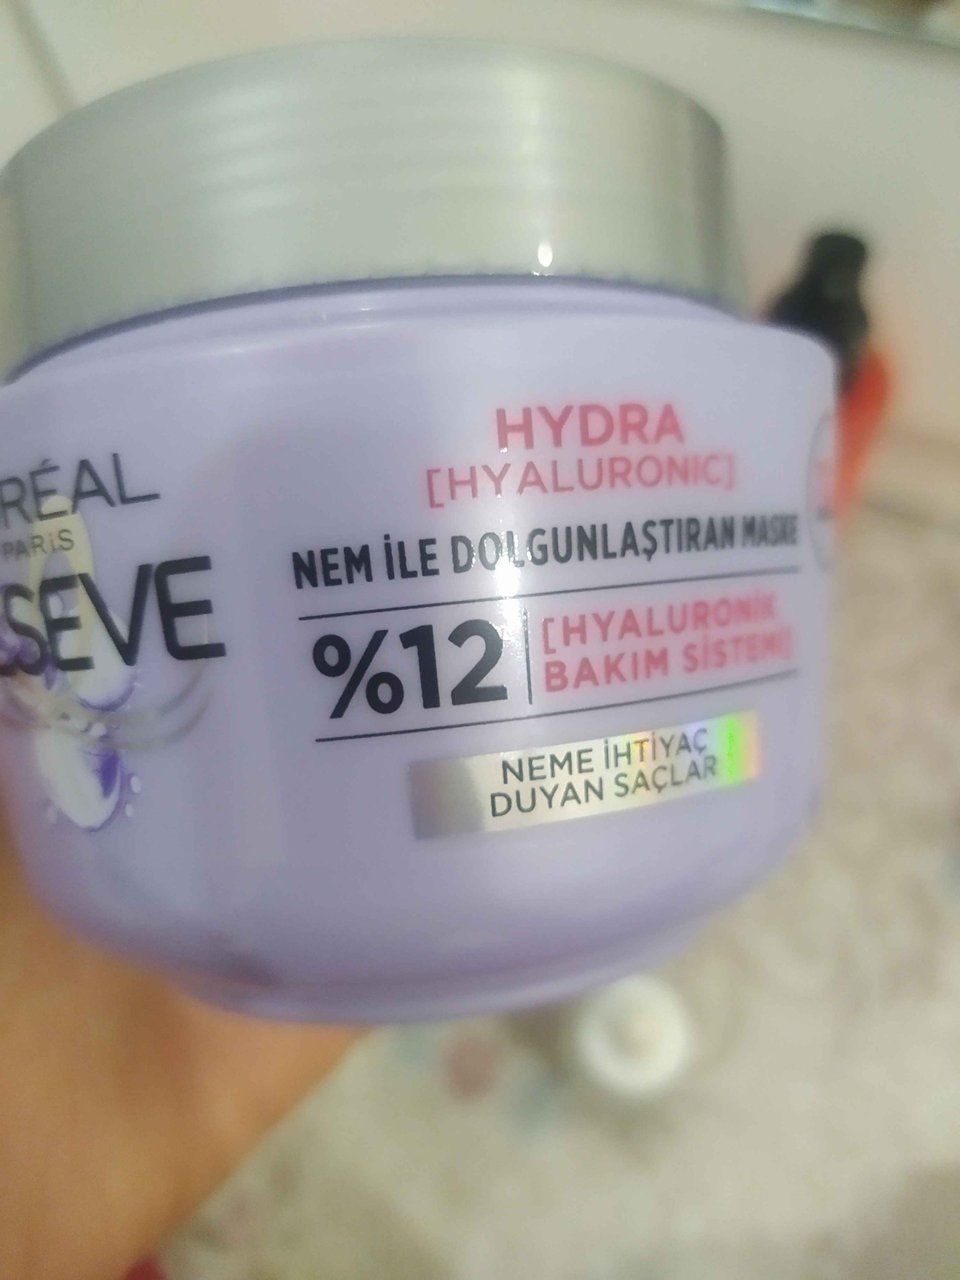 RÉAL
PARIS
SEVE
HYDRA
[HYALURONIC]
NEM İLE DOLGUNLAŞTIRAN MASKE
%12
[HYALURONİK
BAKIM SİSTEMİ]
NEME İHTİYAÇ
DUYAN SAÇLAR